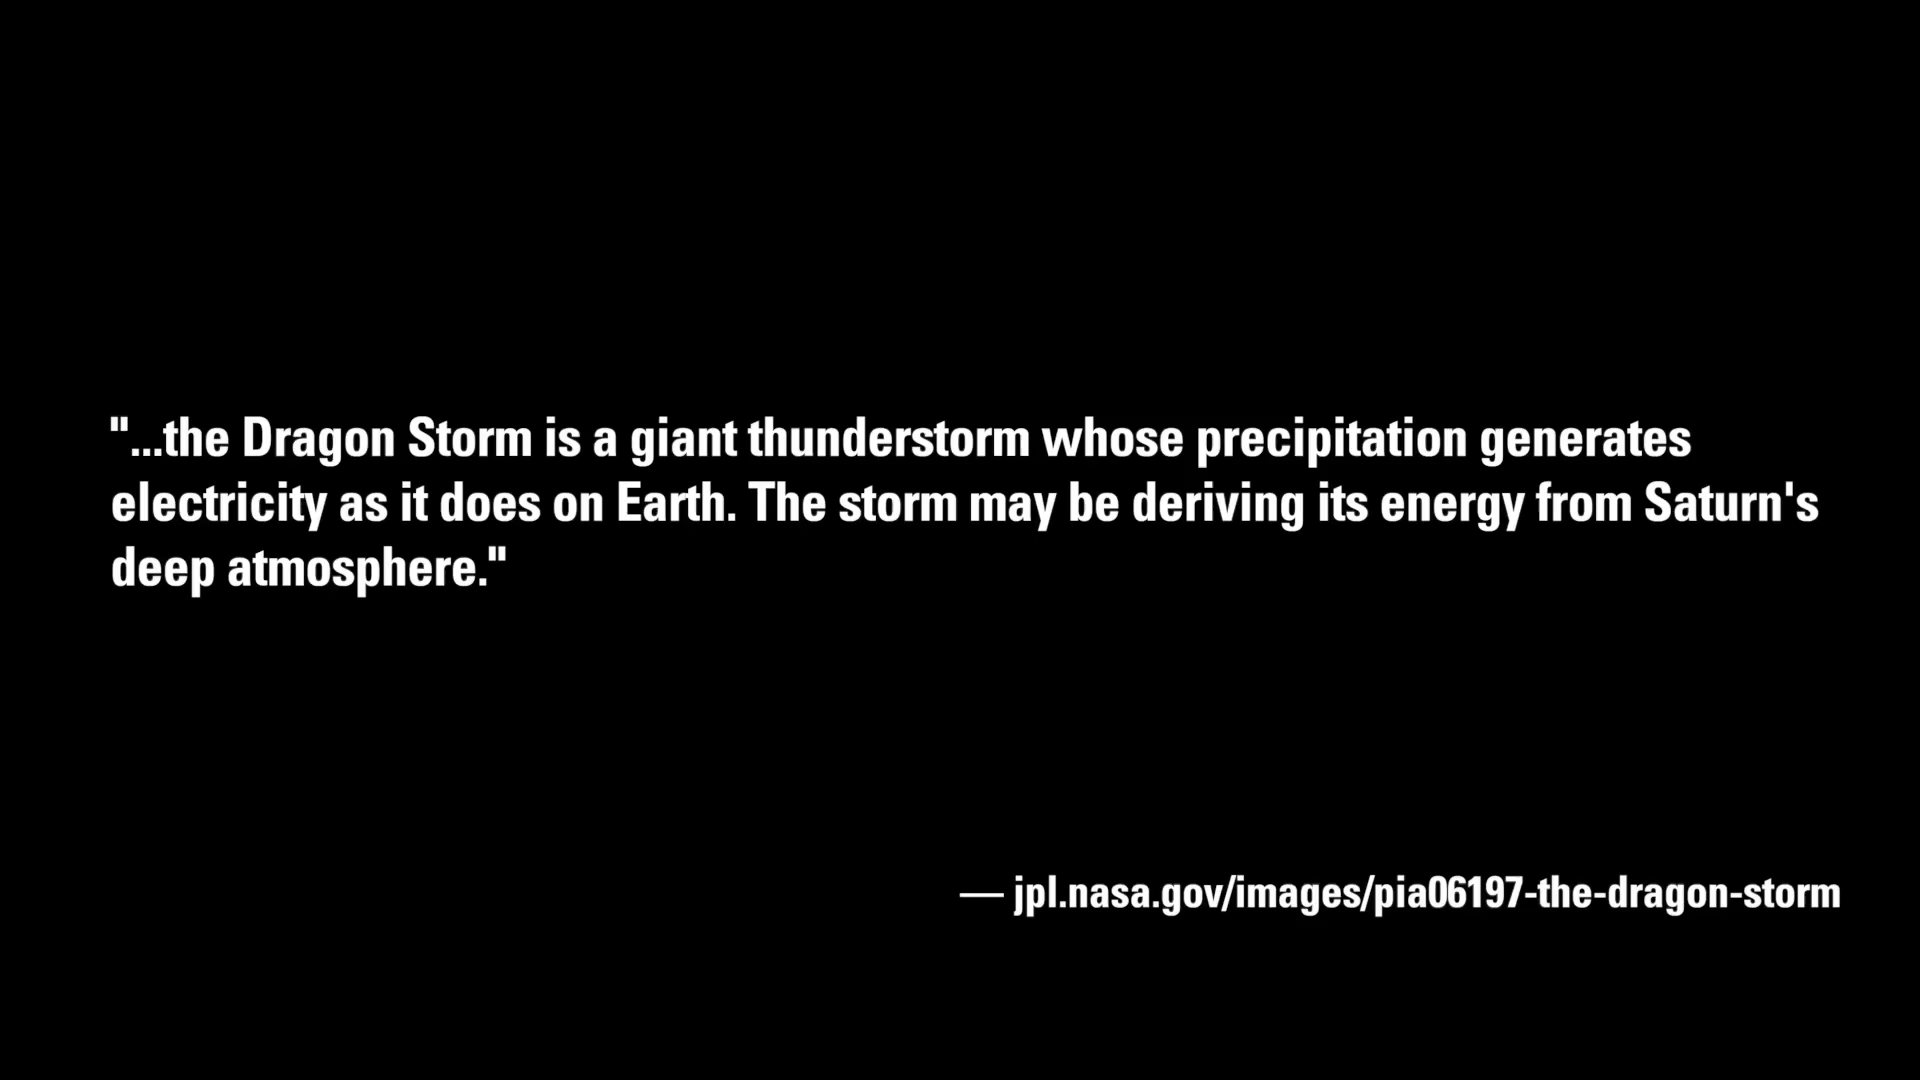 "...the Dragon Storm is a giant thunderstorm whose precipitation generates
electricity as it does on Earth. The storm may be deriving its energy from Saturn's
deep atmosphere."
— jpl.nasa.gov/images/pia06197-the-dragon-storm